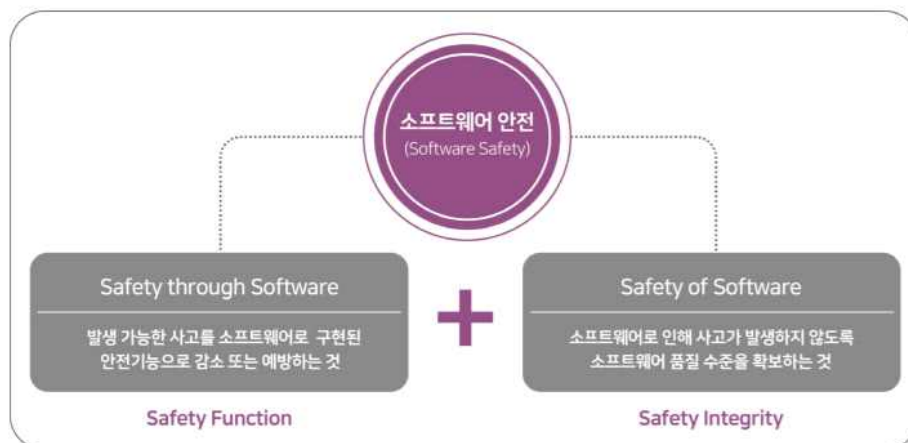 소프트웨어 안전
(Software Safety)
Safety through Software
발생 가능한 사고를 소프트웨어로 구현된
안전기능으로 감소 또는 예방하는 것
Safety Function
+
Safety of Software
소프트웨어로 인해 사고가 발생하지 않도록
소프트웨어 품질 수준을 확보하는 것
Safety Integrity